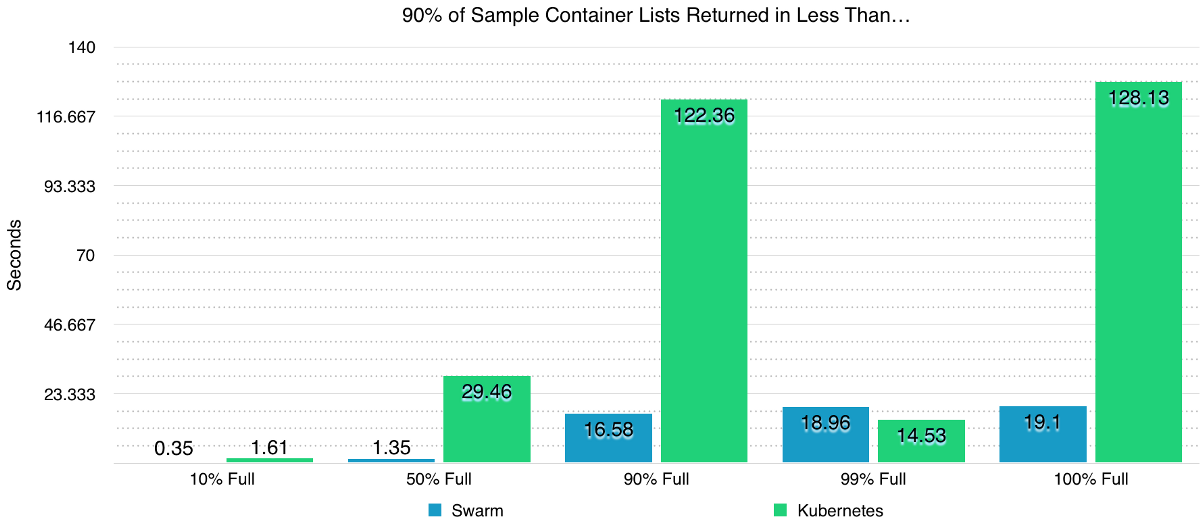 90% of Sample Container Lists Returned in Less Than…
140
116.667
93.333
70
46.667
23.333
Seconds
0.35
1.61
1.35
29.46
16.58
122.36
18.96
14.53
19.1
128.13
10% Full
50% Full
90% Full
99% Full
100% Full
Swarm
Kubernetes